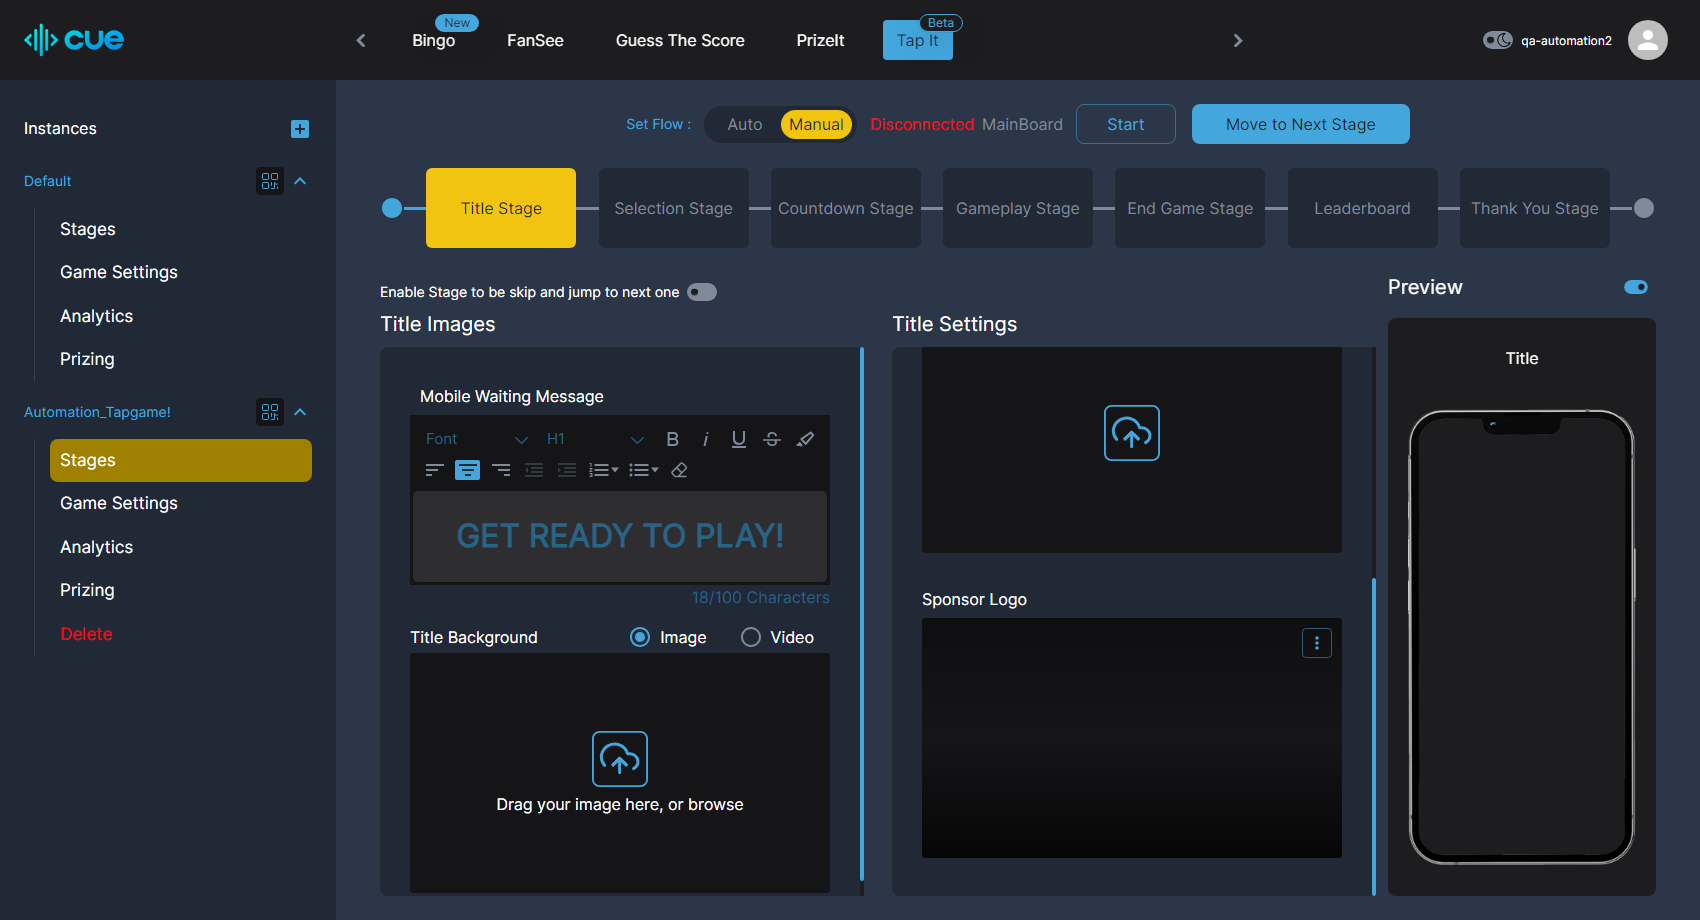 cue
New
Bingo
FanSee
Guess The Score
PrizeIt
Beta
Tap It
qa-automation2
Instances
Default
Stages
Game Settings
Analytics
Prizing
Automation_Tapgame!
Stages
Game Settings
Analytics
Prizing
Delete
Set Flow :
Auto
Manual
Disconnected MainBoard
Start
Move to Next Stage
Title Stage
Selection Stage
Countdown Stage
Gameplay Stage
End Game Stage
Leaderboard
Thank You Stage
Enable Stage to be skip and jump to next one
Title Images
Mobile Waiting Message
Font
H1
B
i
U
S
GET READY TO PLAY!
18/100 Characters
Title Background
Image
Video
Drag your image here, or browse
Title Settings
Sponsor Logo
Preview
Title